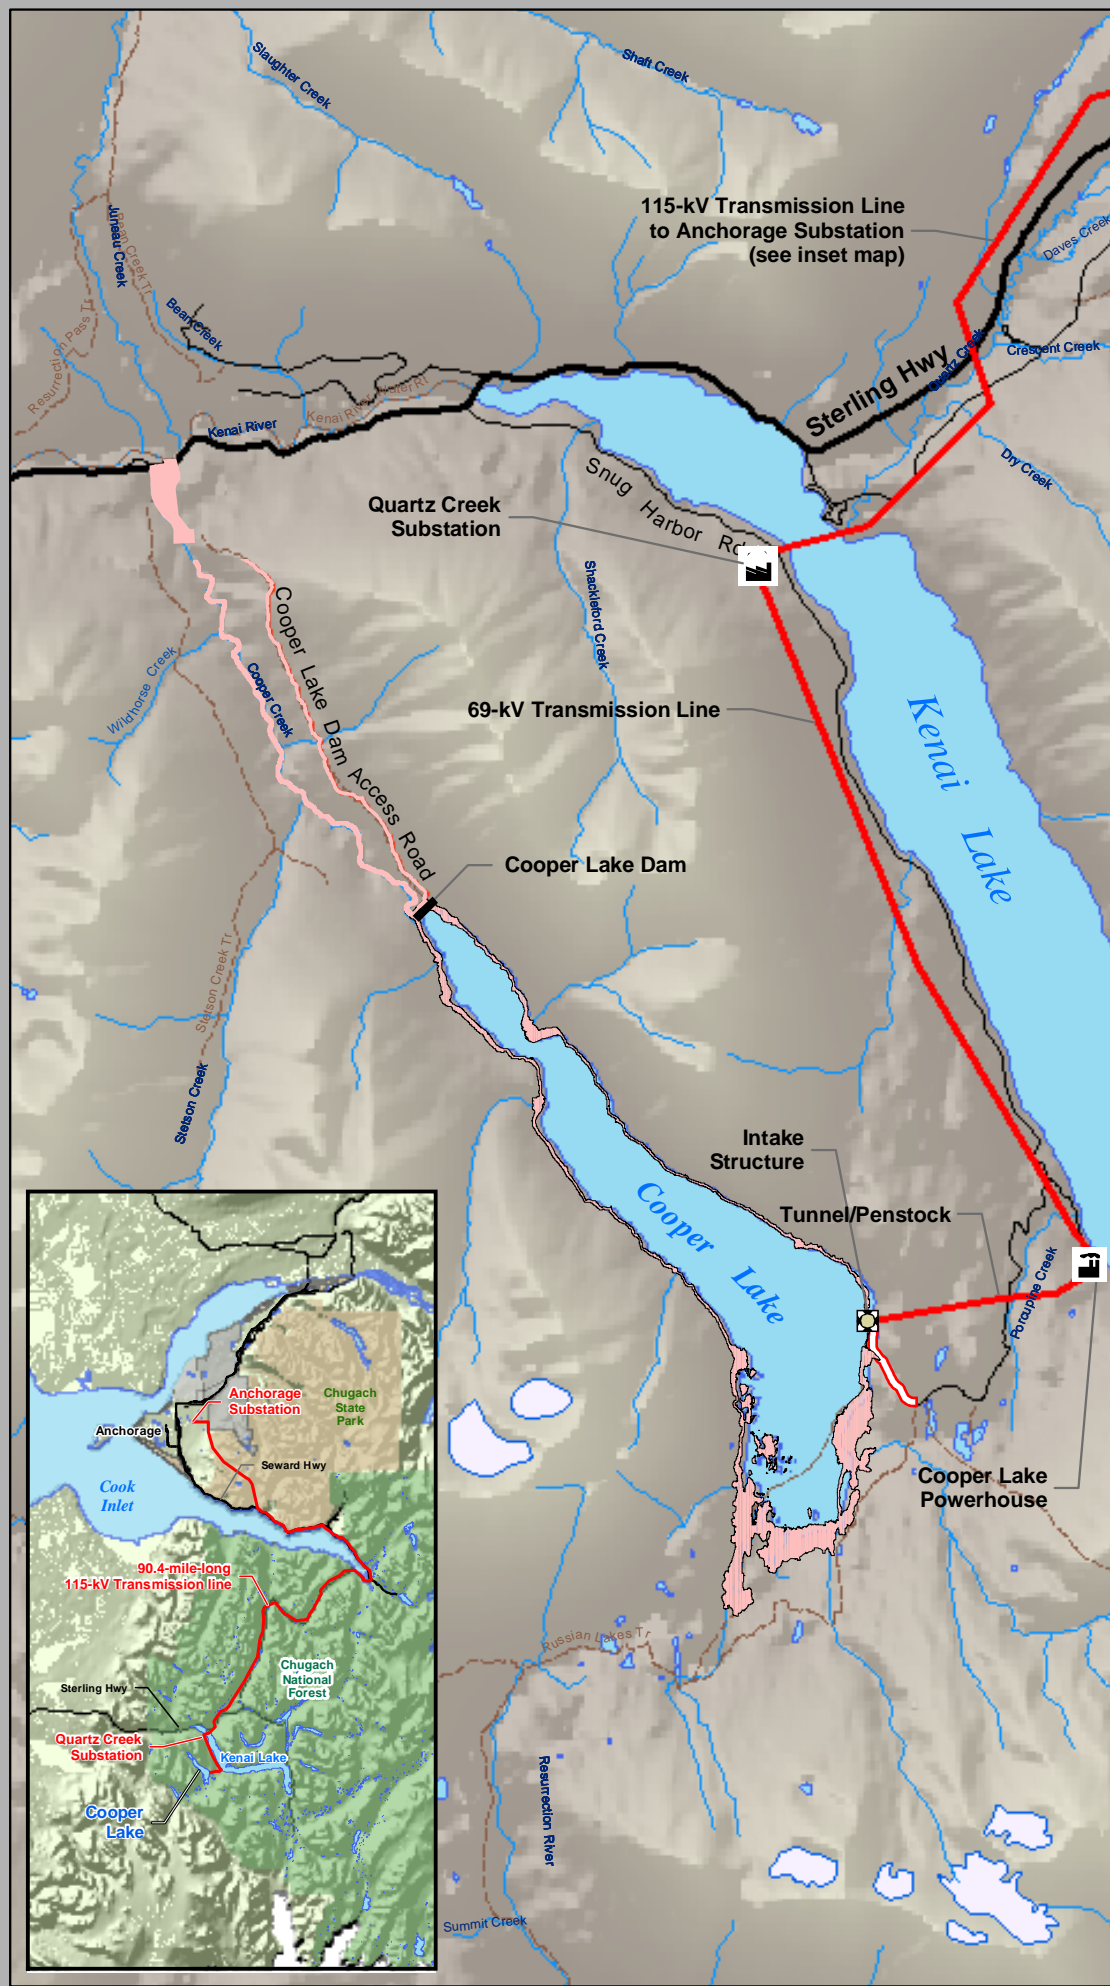 Slaughter Creek
Shaft Creek
115-kV Transmission Line
to Anchorage Substation
(see inset map)
Daves Creek
Juneau Creek
Bean Creek Tr
Bean Creek
Resurrection Pass Tr
Crescent Creek
Quartz Creek
Sterling Hwy
Kenai River Water Rt
Kenai River
Dry Creek
Snug Harbor Rd
Quartz Creek
Substation
Shackleford Creek
Cooper Lake Dam Access Road
Wildhorse Creek
Cooper Creek
69-kV Transmission Line
Kenai
Lake
Cooper Lake Dam
Stetson Creek Tr
Stetson Creek
Intake
Structure
Cooper
Lake
Tunnel/Penstock
Porcupine Creek
Cooper Lake
Powerhouse
Russian Lakes Tr
Resurrection River
Summit Creek
Anchorage
Substation
Chugach
State
Park
Anchorage
Seward Hwy
Cook
Inlet
90.4-mile-long
115-kV Transmission line
Chugach
National
Forest
Sterling Hwy
Quartz Creek
Substation
Kenai Lake
Cooper
Lake